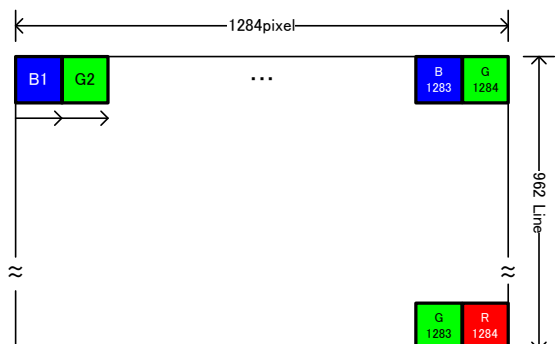 1284pixel
B1 G2 ... B 1283 G 1284
962 Line
≈ ≈
G 1283 R 1284